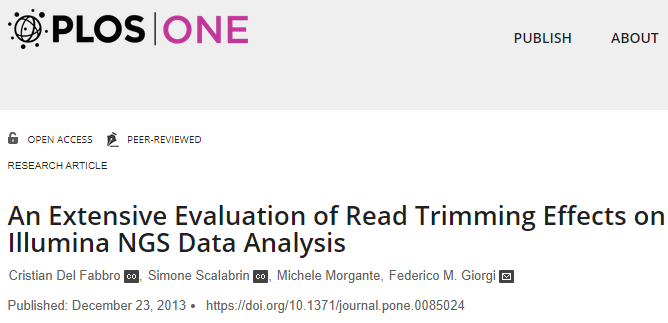 PLOS ONE
PUBLISH ABOUT
OPEN ACCESS PEER-REVIEWED
RESEARCH ARTICLE
An Extensive Evaluation of Read Trimming Effects on
Illumina NGS Data Analysis
Cristian Del Fabbro co, Simone Scalabrin co, Michele Morgante, Federico M. Giorgi
Published: December 23, 2013 • https://doi.org/10.1371/journal.pone.0085024